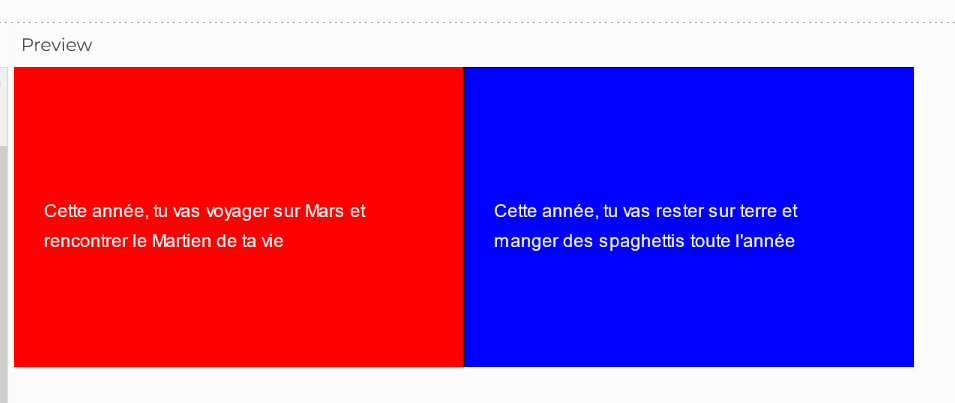 Preview
Cette année, tu vas voyager sur Mars et
rencontrer le Martien de ta vie
Cette année, tu vas rester sur terre et
manger des spaghettis toute l'année